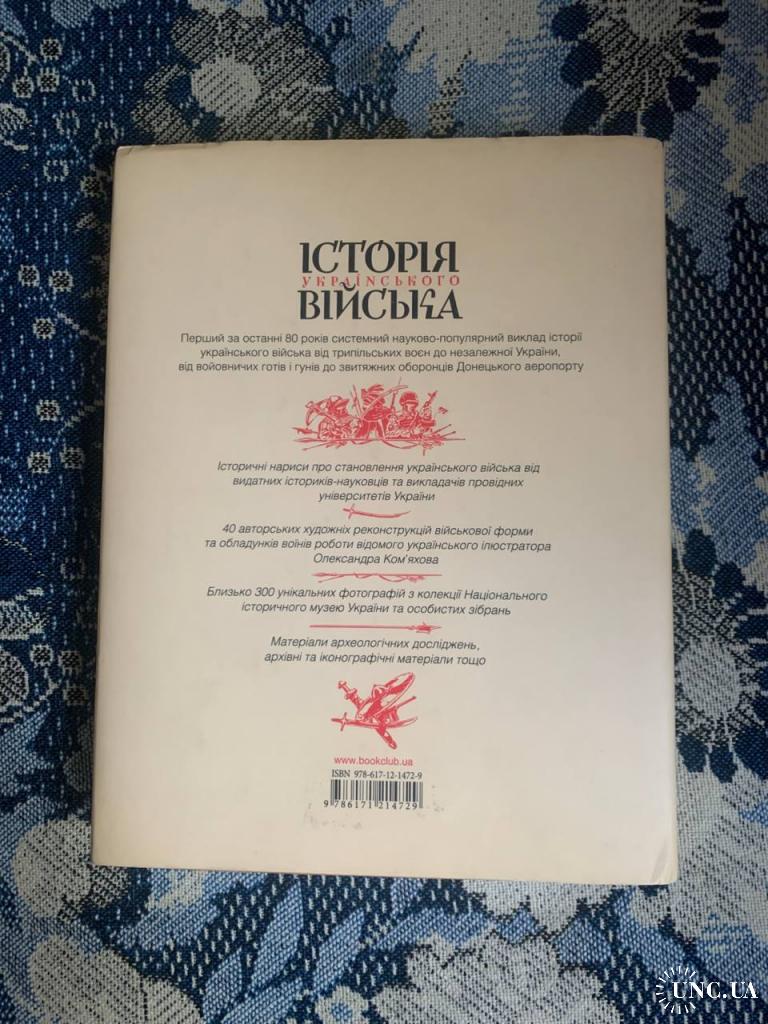 ІСТОРІЯ
УКРАЇНСЬКОГО
ВІЙСЬКА
Перший за останні 80 років системний науково-популярний виклад історії
українського війська від трипільських воєн до незалежної України,
від войовничих готів і гунів до звитяжних оборонців Донецького аеропорту
Історичні нариси про становлення українського війська від
видатних істориків-науковців та викладачів провідних
університетів України
40 авторських художніх реконструкцій військової форми
та обладунків воїнів роботи відомого українського ілюстратора
Олександра Ком'яхова
Близько 300 унікальних фотографій з колекції Національного
історичного музею України та особистих зібрань
Матеріали археологічних досліджень,
архівні та іконографічні матеріали тощо
www.bookclub.ua
ISBN 978-617-12-1472-9
9 786171 214729
UNC.UA